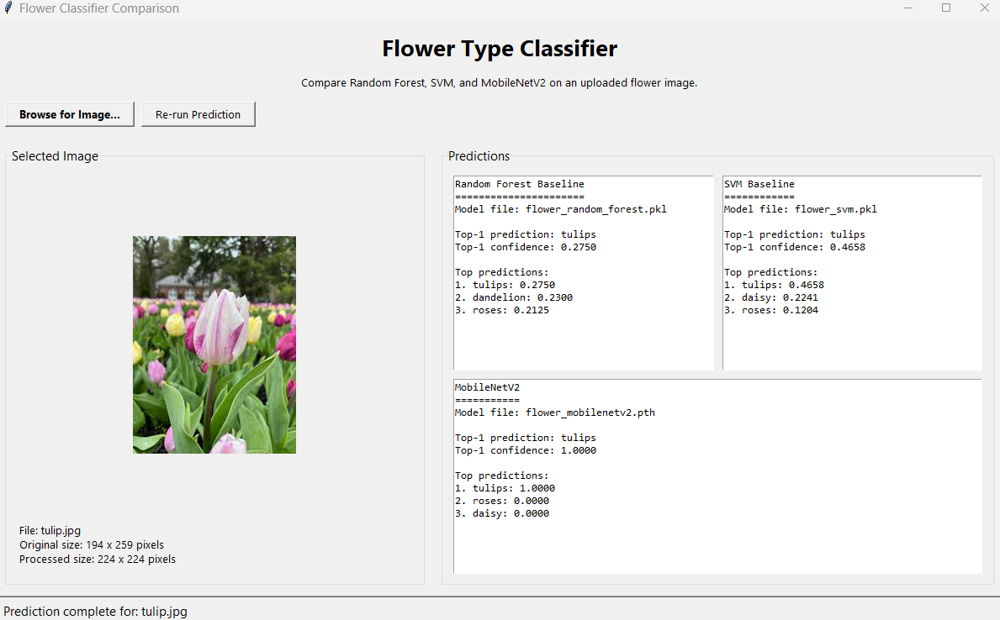 Flower Classifier Comparison
Flower Type Classifier
Compare Random Forest, SVM, and MobileNetV2 on an uploaded flower image.
Browse for Image...
Re-run Prediction
Selected Image
File: tulip.jpg
Original size: 194 x 259 pixels
Processed size: 224 x 224 pixels
Predictions
Random Forest Baseline
======================
Model file: flower_random_forest.pkl
Top-1 prediction: tulips
Top-1 confidence: 0.2750
Top predictions:
1. tulips: 0.2750
2. dandelion: 0.2300
3. roses: 0.2125
SVM Baseline
============
Model file: flower_svm.pkl
Top-1 prediction: tulips
Top-1 confidence: 0.4658
Top predictions:
1. tulips: 0.4658
2. daisy: 0.2241
3. roses: 0.1204
MobileNetV2
===========
Model file: flower_mobilenetv2.pth
Top-1 prediction: tulips
Top-1 confidence: 1.0000
Top predictions:
1. tulips: 1.0000
2. roses: 0.0000
3. daisy: 0.0000
Prediction complete for: tulip.jpg